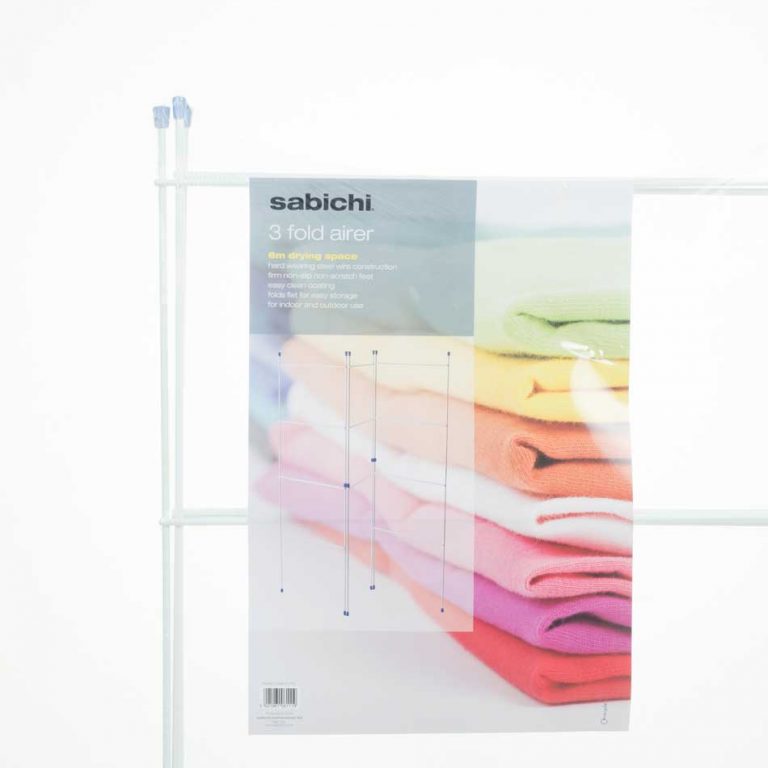 sabichi
3 fold airer
6m drying space
hard wearing steel wire construction
firm non-slip non-scratch feet
easy clean coating
folds flat for easy storage
for indoor and outdoor use